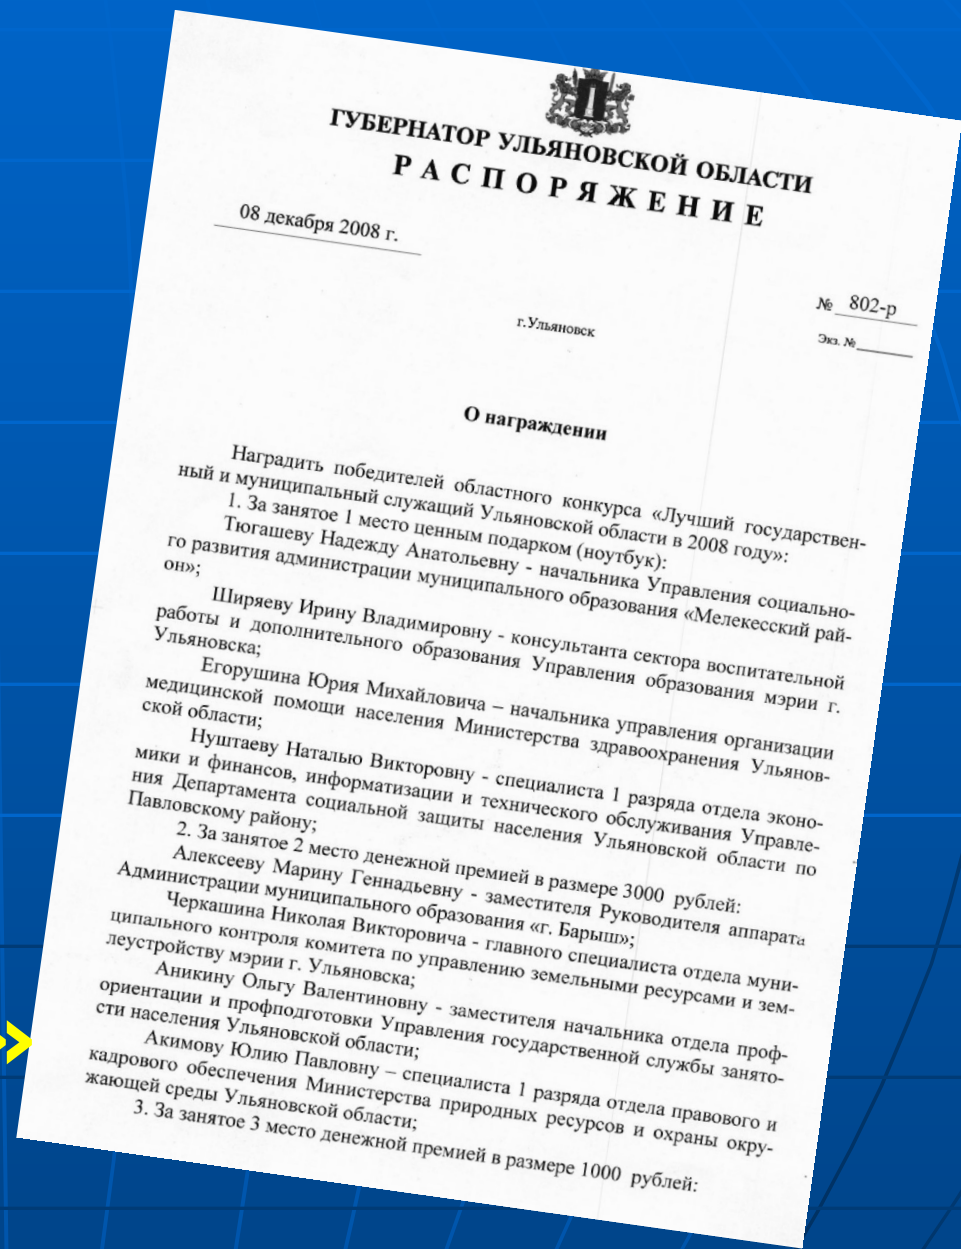 ГУБЕРНАТОР УЛЬЯНОВСКОЙ ОБЛАСТИ
РАСПОРЯЖЕНИЕ
08 декабря 2008 г.
№ 802-р
Экз. №
г.Ульяновск
О награждении
Наградить победителей областного конкурса «Лучший государствен-
ный и муниципальный служащий Ульяновской области в 2008 году»:
1. За занятое 1 место ценным подарком (ноутбук):
Тюгашеву Надежду Анатольевну - начальника Управления социально-
го развития администрации муниципального образования «Мелекесский рай-
он»;
Ширяеву Ирину Владимировну - консультанта сектора воспитательной
работы и дополнительного образования Управления образования мэрии г.
Ульяновска;
Егорушина Юрия Михайловича – начальника управления организации
медицинской помощи населения Министерства здравоохранения Ульянов-
ской области;
Нуштаеву Наталью Викторовну - специалиста 1 разряда отдела эконо-
мики и финансов, информатизации и технического обслуживания Управле-
ния Департамента социальной защиты населения Ульяновской области по
Павловскому району;
2. За занятое 2 место денежной премией в размере 3000 рублей:
Алексееву Марину Геннадьевну - заместителя Руководителя аппарата
Администрации муниципального образования «г. Барыш»;
Черкашина Николая Викторовича - главного специалиста отдела муни-
ципального контроля комитета по управлению земельными ресурсами и зем-
леустройству мэрии г. Ульяновска;
Аникину Ольгу Валентиновну - заместителя начальника отдела проф-
ориентации и профподготовки Управления государственной службы занято-
сти населения Ульяновской области;
Акимову Юлию Павловну – специалиста 1 разряда отдела правового и
кадрового обеспечения Министерства природных ресурсов и охраны окру-
жающей среды Ульяновской области;
3. За занятое 3 место денежной премией в размере 1000 рублей:
»